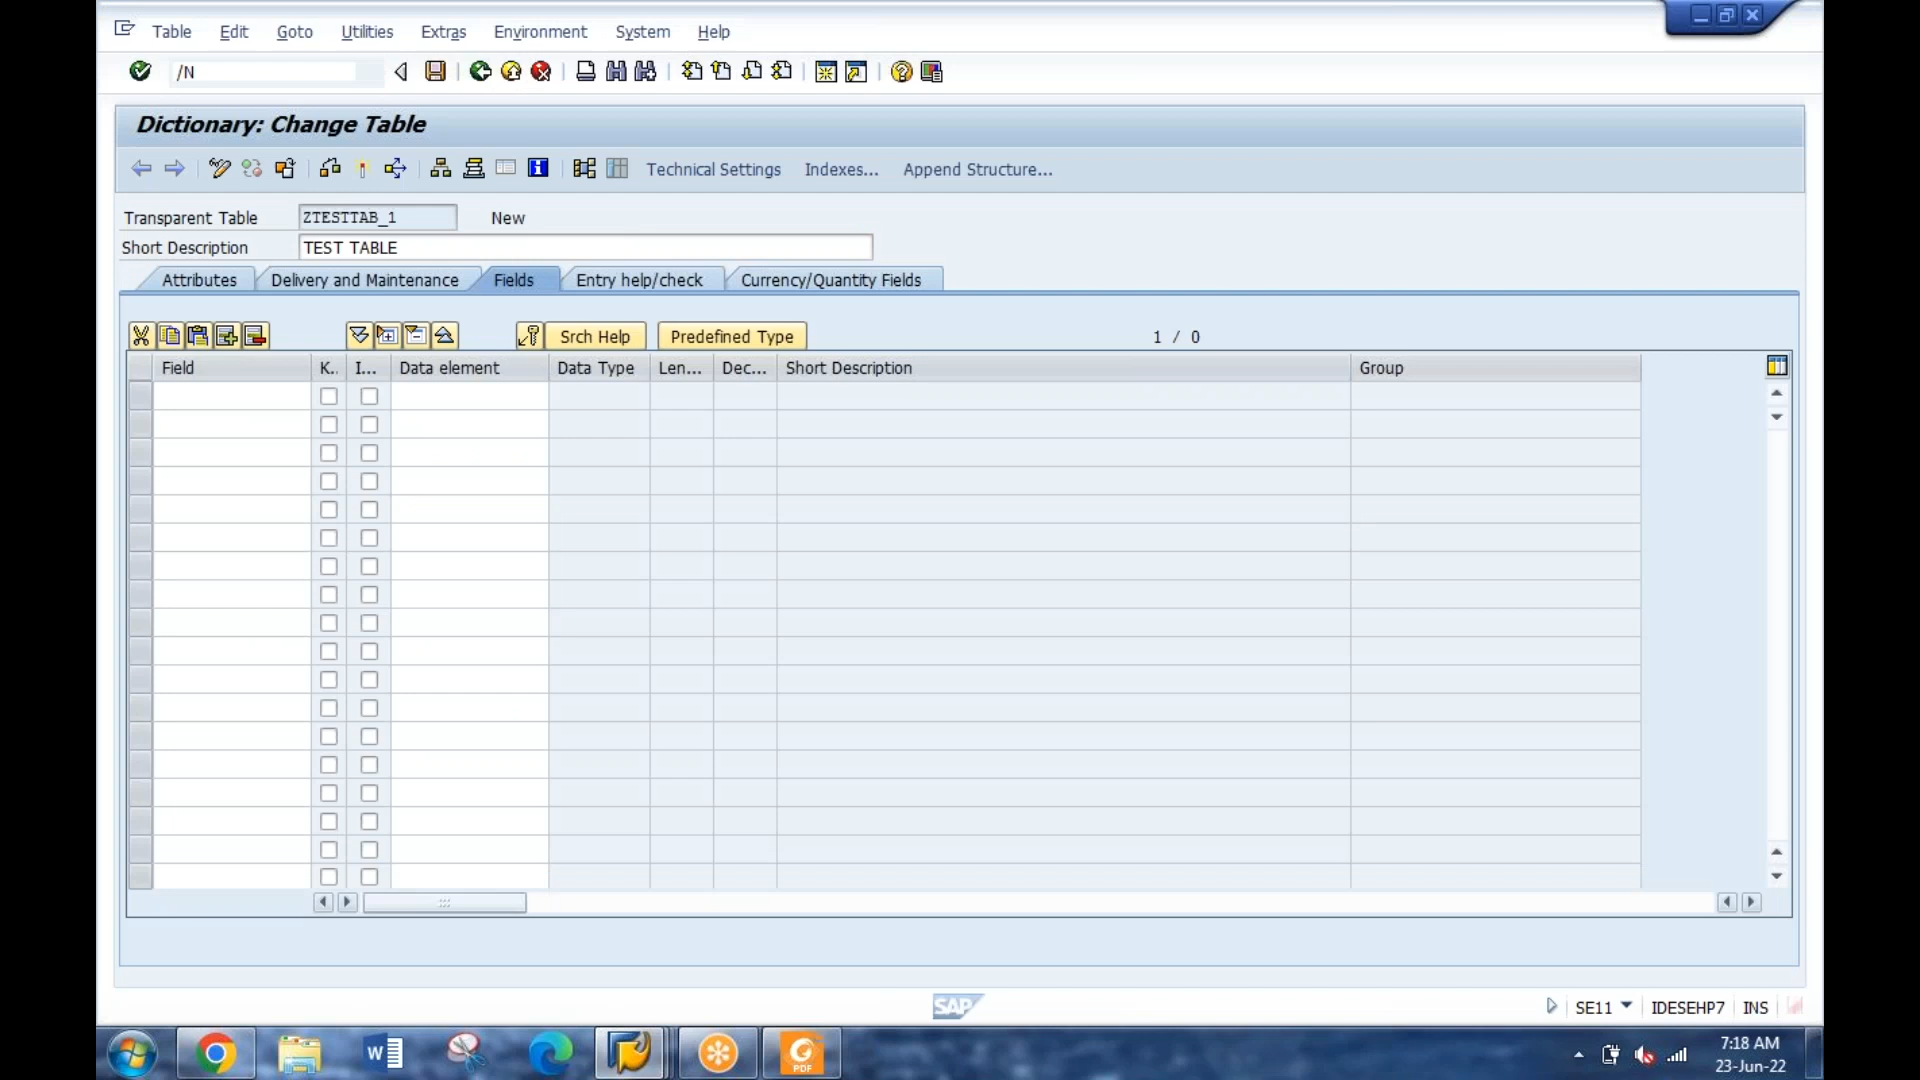 Table Edit Goto Utilities Extras Environment System Help
/N
Dictionary: Change Table
Technical Settings Indexes... Append Structure...
Transparent Table ZTESTTAB_1 New
Short Description TEST TABLE
Attributes Delivery and Maintenance Fields Entry help/check Currency/Quantity Fields
Srch Help Predefined Type 1 / 0
Field K.. I... Data element Data Type Len... Dec... Short Description Group
SAP
SE11 IDESEHP7 INS
W
PDF
7:18 AM
23-Jun-22